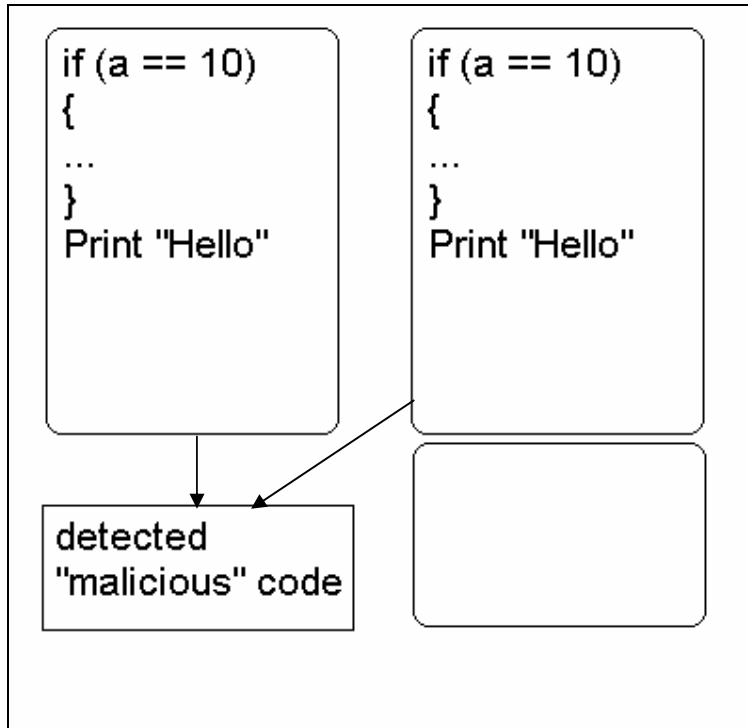 if (a == 10)
{
...
}
Print "Hello"
if (a == 10)
{
...
}
Print "Hello"
detected
"malicious" code